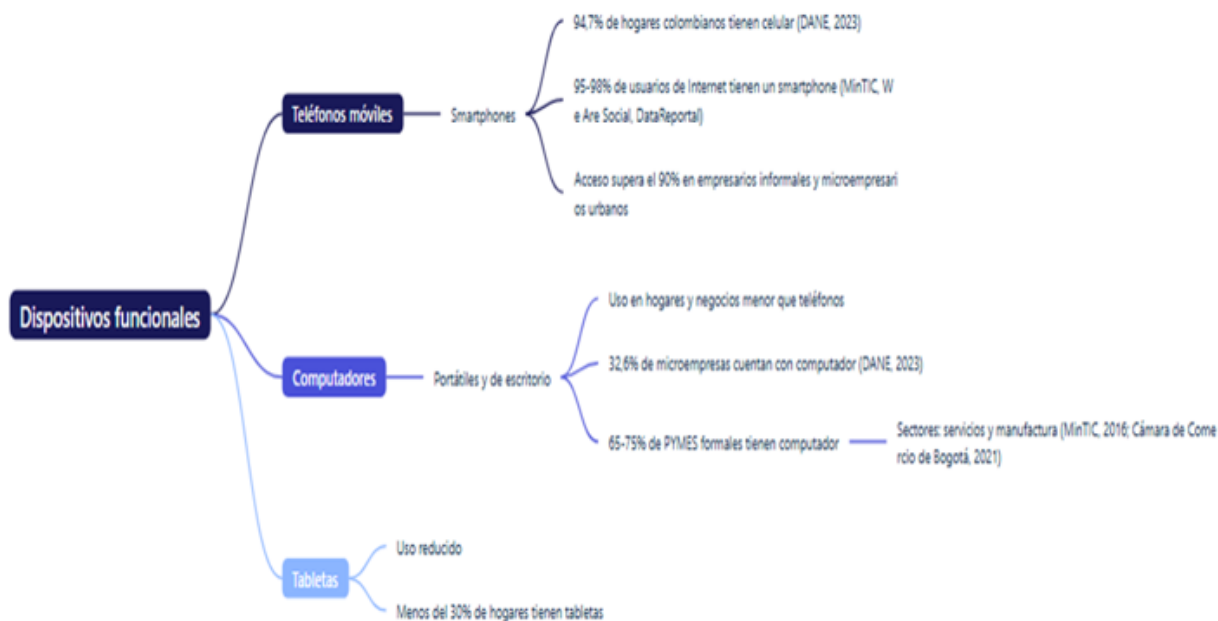 94,7% de hogares colombianos tienen celular (DANE, 2023)
95-98% de usuarios de Internet tienen un smartphone (MinTIC, W
e Are Social, DataReportal)
Teléfonos móviles
Smartphones
Acceso supera el 90% en empresarios informales y microempresari
os urbanos
Dispositivos funcionales
Uso en hogares y negocios menor que teléfonos
Computadores
Portátiles y de escritorio
32,6% de microempresas cuentan con computador (DANE, 2023)
65-75% de PYMES formales tienen computador
Sectores: servicios y manufactura (MinTIC, 2016; Cámara de Come
rcio de Bogotá, 2021)
Tabletas
Uso reducido
Menos del 30% de hogares tienen tabletas